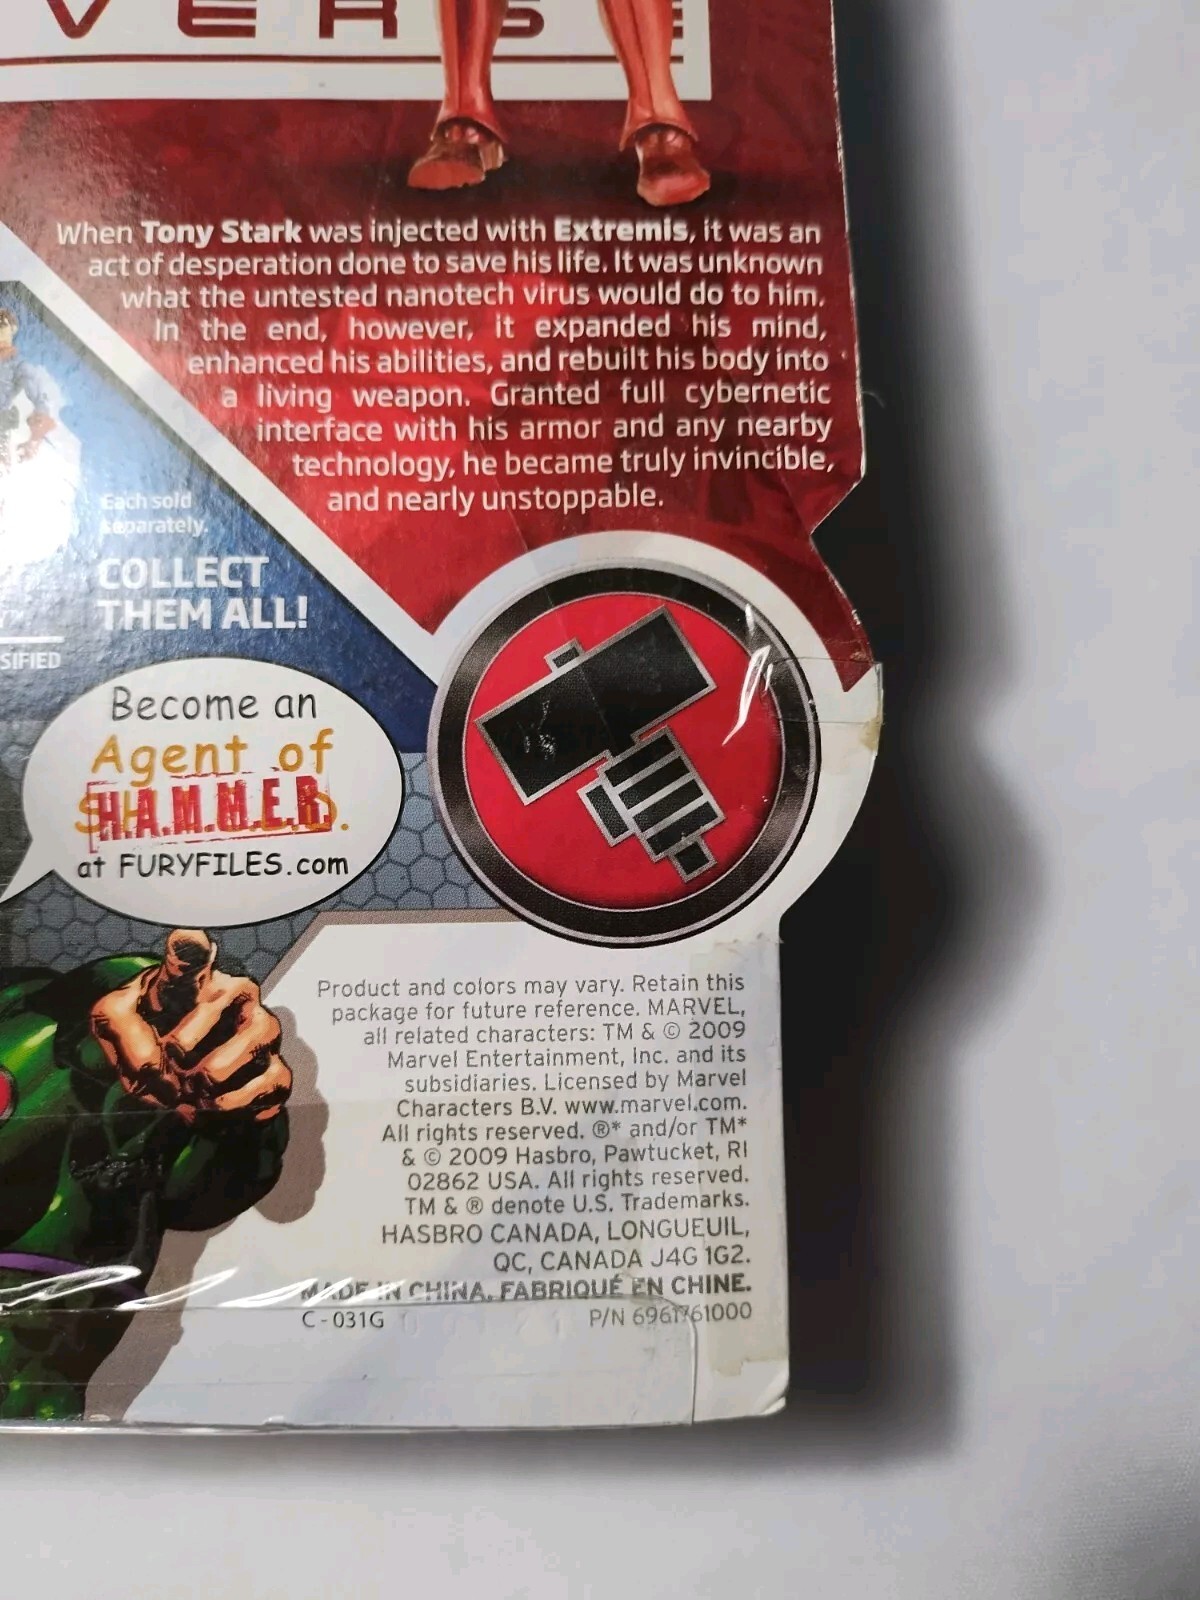 VERSE
When Tony Stark was injected with Extremis, it was an
act of desperation done to save his life. It was unknown
what the untested nanotech virus would do to him.
In the end, however, it expanded his mind,
enhanced his abilities, and rebuilt his body into
a living weapon. Granted full cybernetic
interface with his armor and any nearby
technology, he became truly invincible,
and nearly unstoppable.
Each sold
separately.
COLLECT
THEM ALL!
SIFIED
Become an
Agent of
H.A.M.M.E.R.
at FURYFILES.com
Product and colors may vary. Retain this
package for future reference. MARVEL,
all related characters: TM & © 2009
Marvel Entertainment, Inc. and its
subsidiaries. Licensed by Marvel
Characters B.V. www.marvel.com.
All rights reserved. ®* and/or TM*
& © 2009 Hasbro, Pawtucket, RI
02862 USA. All rights reserved.
TM & ® denote U.S. Trademarks.
HASBRO CANADA, LONGUEUIL,
QC, CANADA J4G 1G2.
MADE IN CHINA. FABRIQUÉ EN CHINE.
C-031G P/N 6961761000